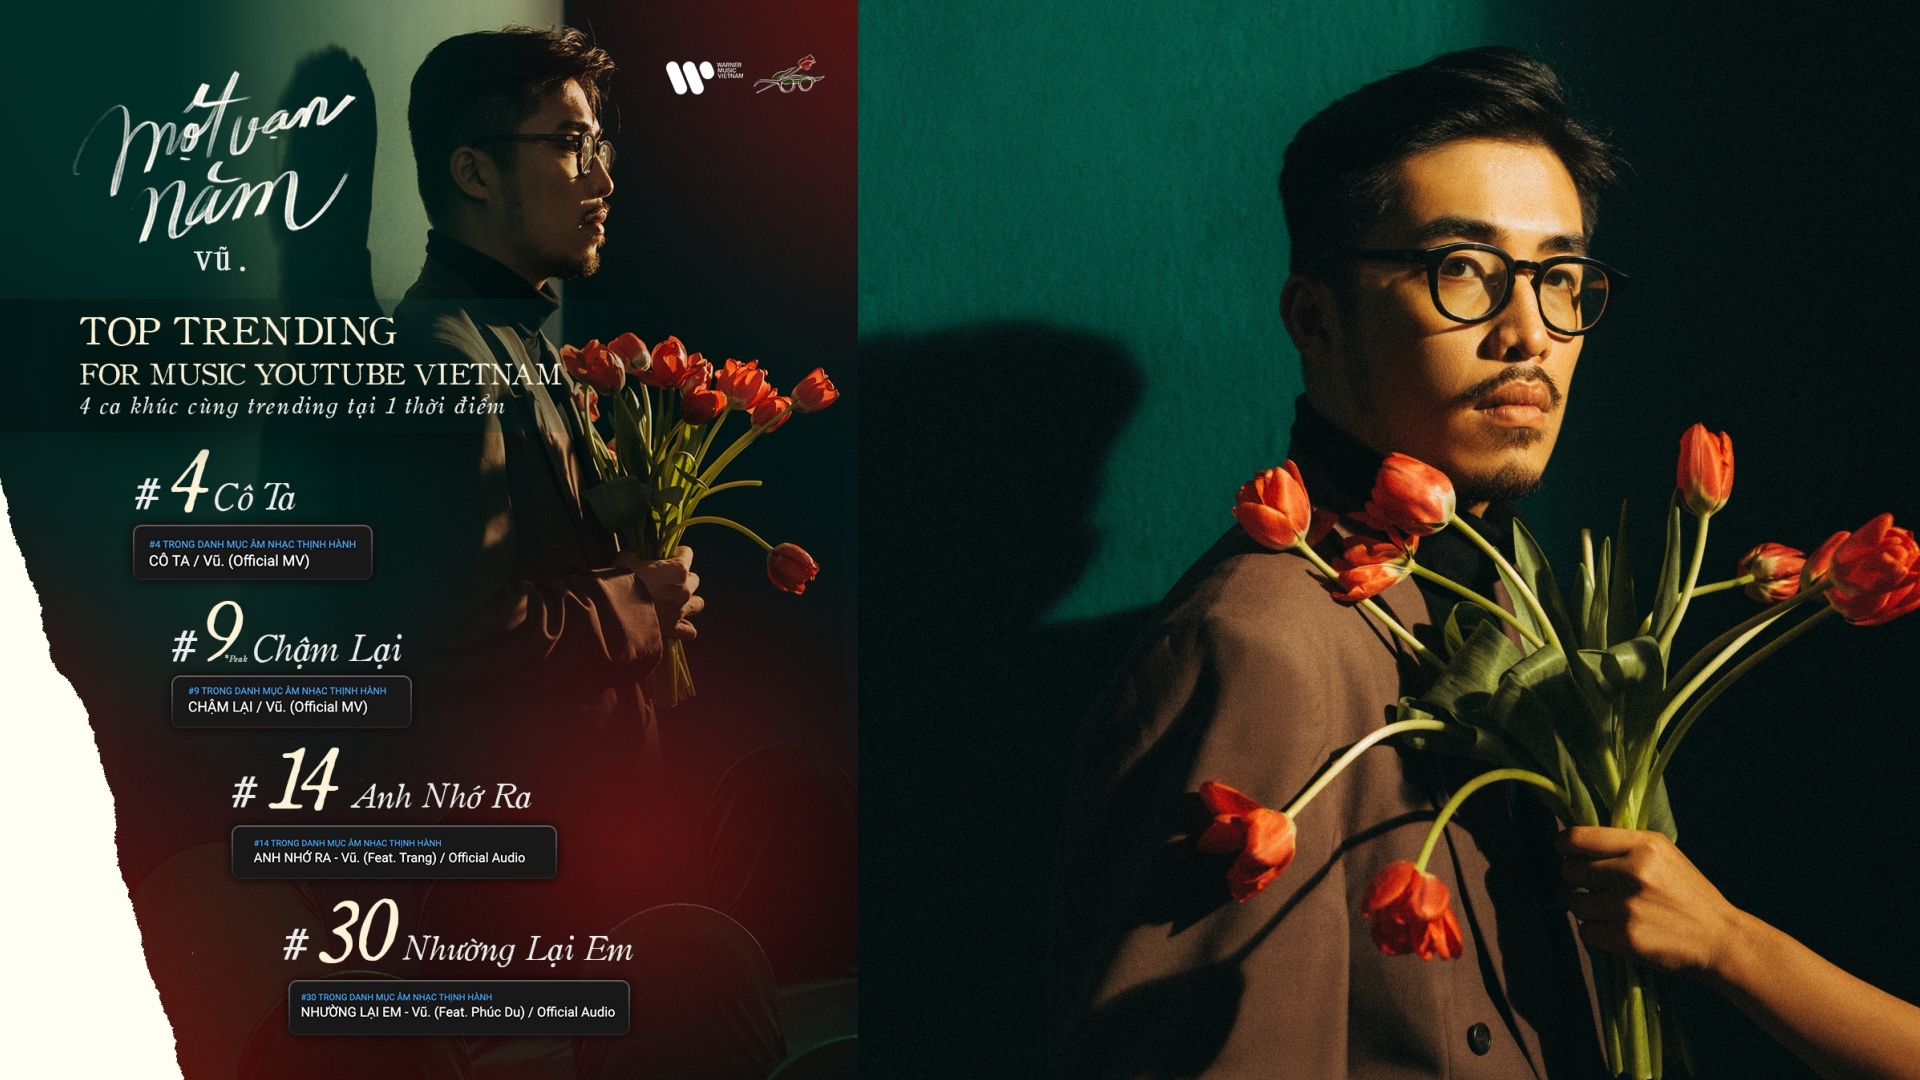 một vạn
năm
vũ.
WARNER
MUSIC
VIETNAM
TOP TRENDING
FOR MUSIC YOUTUBE VIETNAM
4 ca khúc cùng trending tại 1 thời điểm
#4 Cô Ta
#4 TRONG DANH MỤC ÂM NHẠC THỊNH HÀNH
CÔ TA / Vũ. (Official MV)
#9 *Peak Chậm Lại
#9 TRONG DANH MỤC ÂM NHẠC THỊNH HÀNH
CHẬM LẠI / Vũ. (Official MV)
#14 Anh Nhớ Ra
#14 TRONG DANH MỤC ÂM NHẠC THỊNH HÀNH
ANH NHỚ RA - Vũ. (Feat. Trang) / Official Audio
#30 Nhường Lại Em
#30 TRONG DANH MỤC ÂM NHẠC THỊNH HÀNH
NHƯỜNG LẠI EM - Vũ. (Feat. Phúc Du) / Official Audio